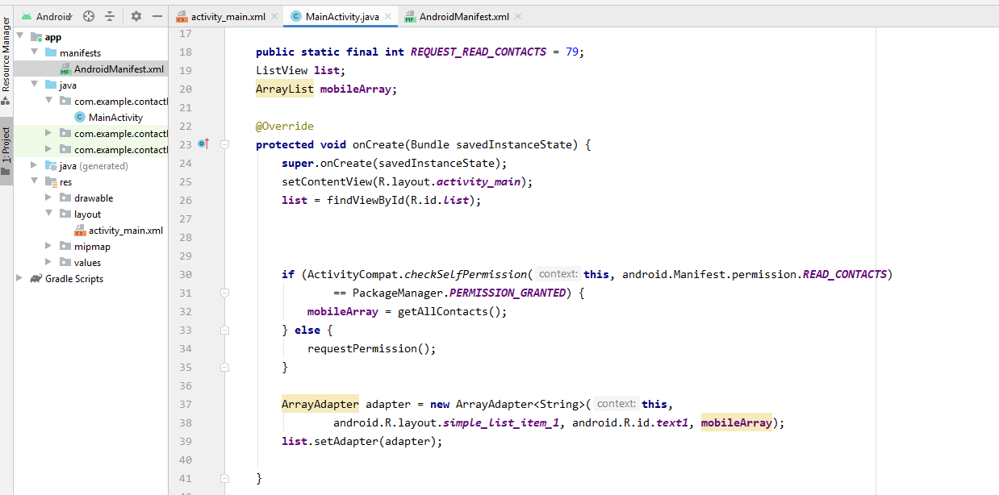 Android
activity_main.xml
MainActivity.java
AndroidManifest.xml
Resource Manager
1: Project
app
manifests
AndroidManifest.xml
java
com.example.contactl
MainActivity
com.example.contactl
com.example.contactl
java (generated)
res
drawable
layout
activity_main.xml
mipmap
values
Gradle Scripts
17
18 public static final int REQUEST_READ_CONTACTS = 79;
19 ListView list;
20 ArrayList mobileArray;
21
22 @Override
23 protected void onCreate(Bundle savedInstanceState) {
24 super.onCreate(savedInstanceState);
25 setContentView(R.layout.activity_main);
26 list = findViewById(R.id.list);
27
28
29
30 if (ActivityCompat.checkSelfPermission( context: this, android.Manifest.permission.READ_CONTACTS)
31 == PackageManager.PERMISSION_GRANTED) {
32 mobileArray = getAllContacts();
33 } else {
34 requestPermission();
35 }
36
37 ArrayAdapter adapter = new ArrayAdapter<String>( context: this,
38 android.R.layout.simple_list_item_1, android.R.id.text1, mobileArray);
39 list.setAdapter(adapter);
40
41 }